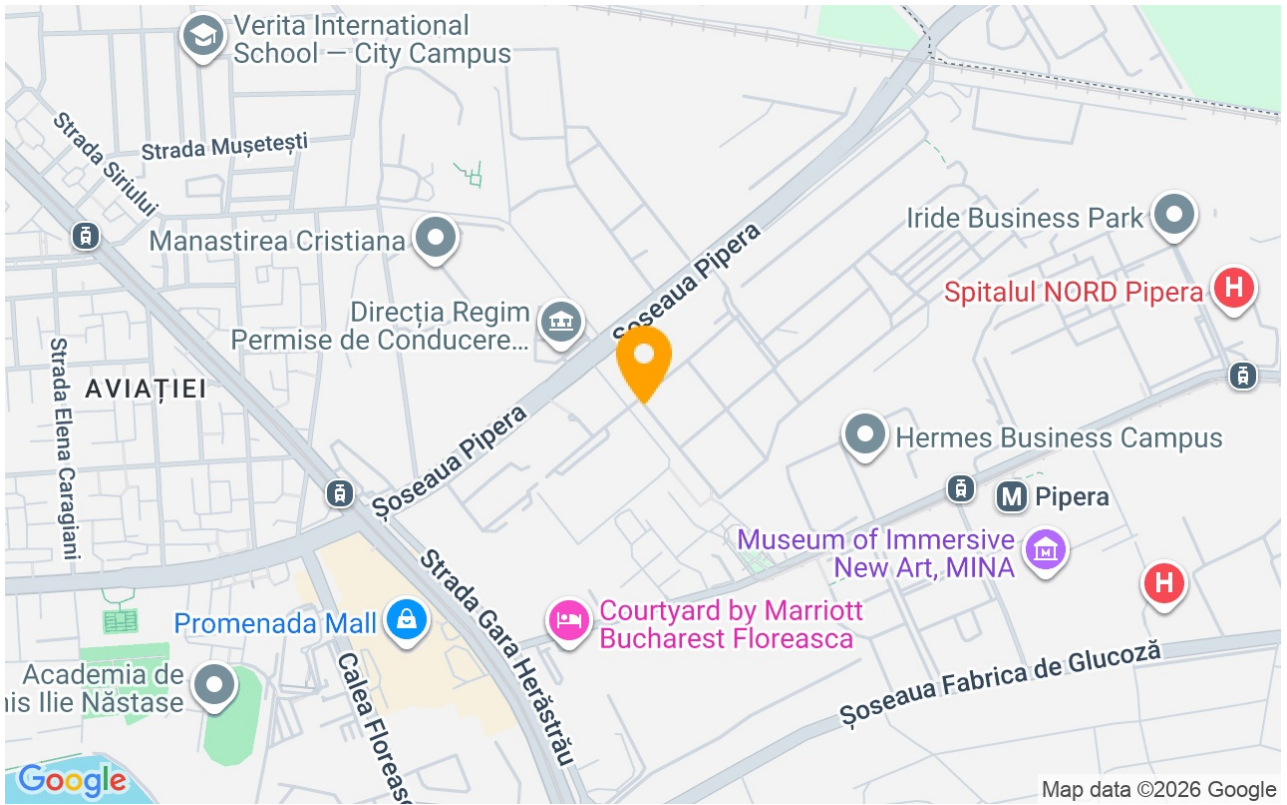 Verita International
School — City Campus
Strada Mușetești
Strada Siriului
Manastirea Cristiana
Iride Business Park
Spitalul NORD Pipera
H
Direcția Regim
Permise de Conducere...
Șoseaua Pipera
Strada Elena Caragiani
AVIAȚIEI
Șoseaua Pipera
Hermes Business Campus
M Pipera
Museum of Immersive
New Art, MINA
M
H
Strada Gara Herăstrău
Promenada Mall
Courtyard by Marriott
Bucharest Floreasca
Academia de
nis Ilie Năstase
Calea Floreasc
Șoseaua Fabrica de Glucoză
Google
Map data ©2026 Google